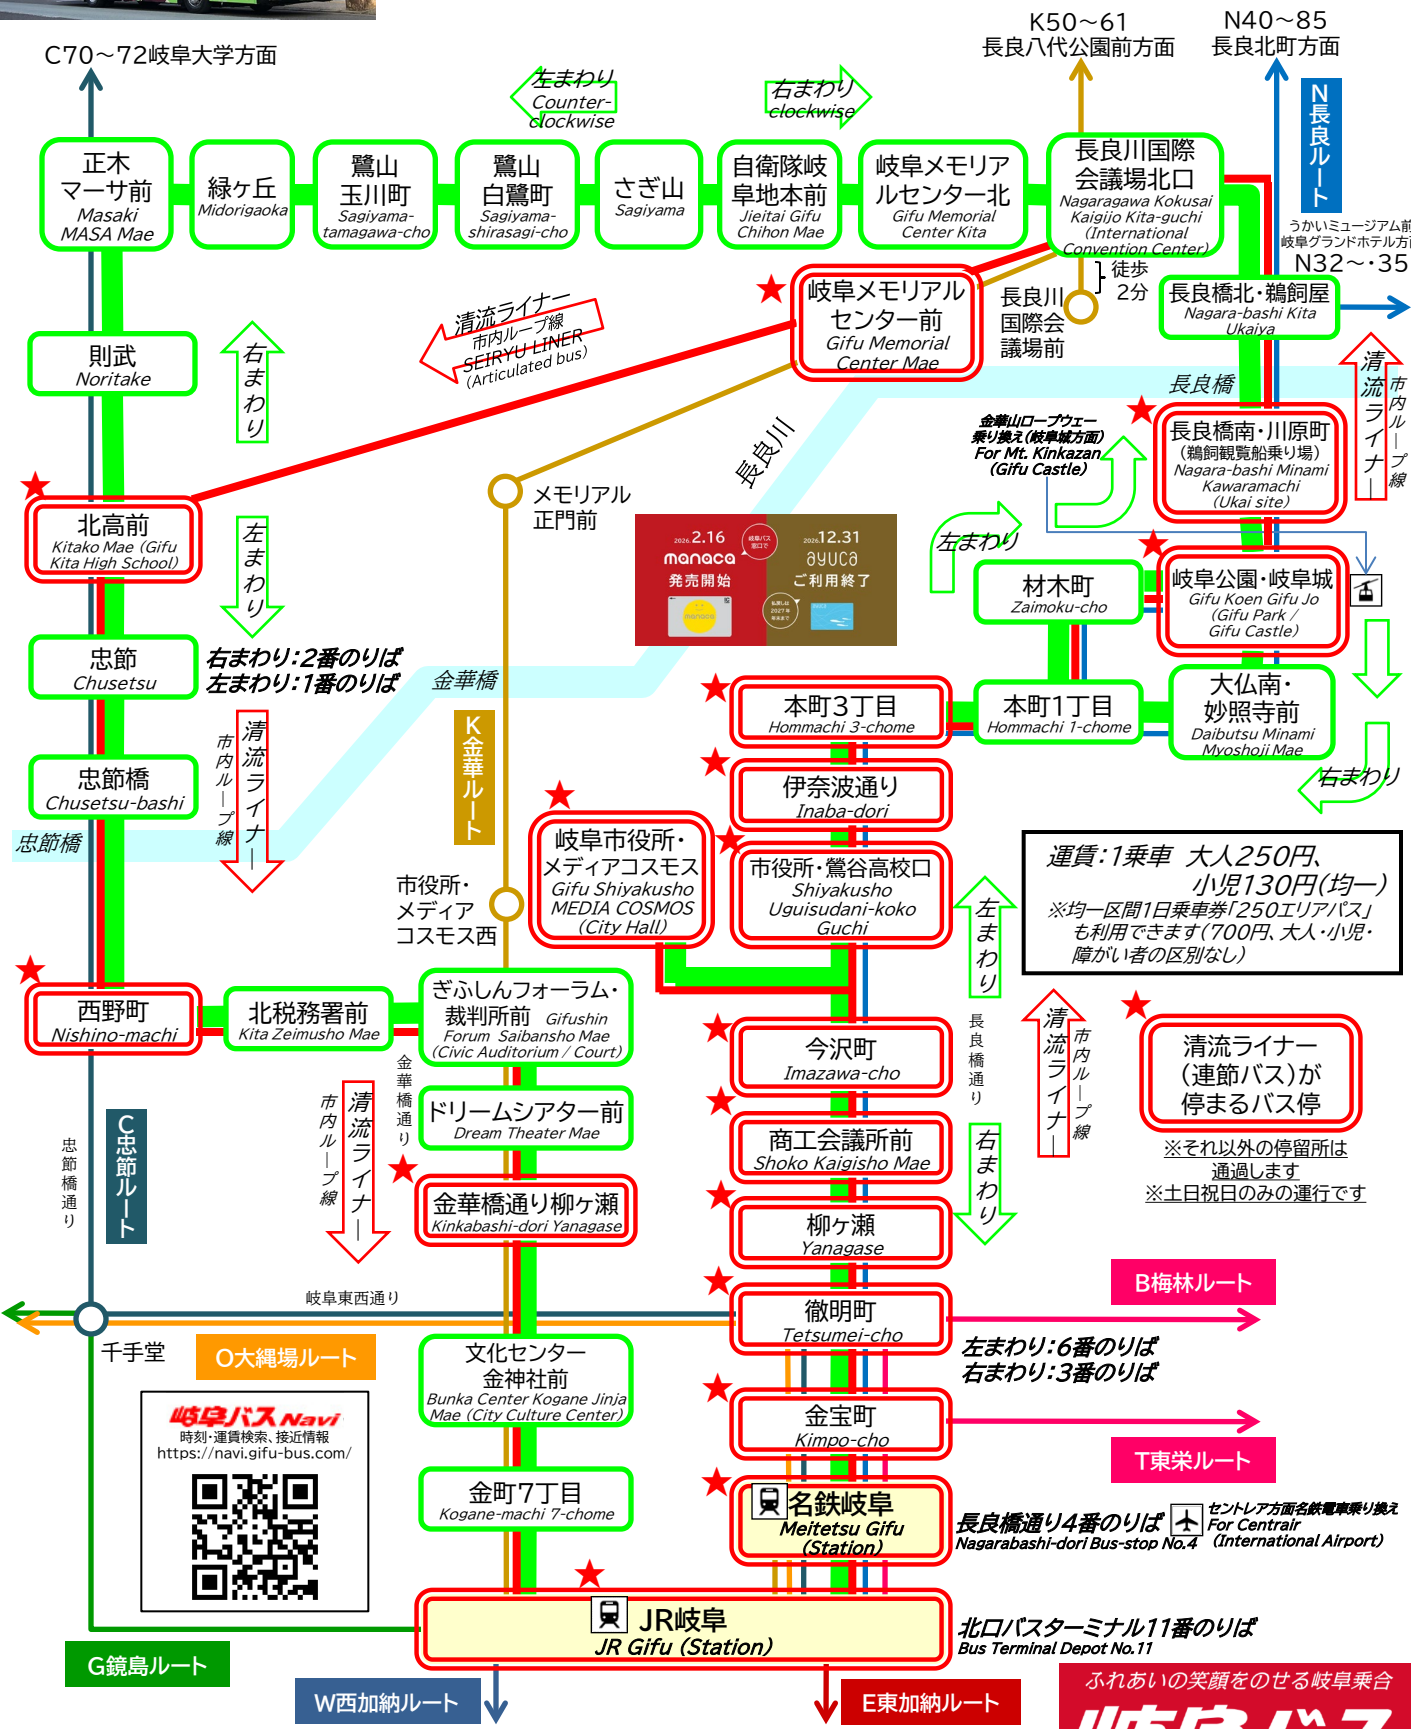 C70～72岐阜大学方面
K50～61
長良八代公園前方面
N40～85
長良北町方面
左まわり
Counter-
clockwise
右まわり
clockwise
N長良ルート
正木
マーサ前
Masaki
MASA Mae
緑ヶ丘
Midorigaoka
鷺山
玉川町
Sagiyama-
tamagawa-cho
鷺山
白鷺町
Sagiyama-
shirasagi-cho
さぎ山
Sagiyama
自衛隊岐
阜地本前
Jieitai Gifu
Chihon Mae
岐阜メモリア
ルセンター北
Gifu Memorial
Center Kita
長良川国際
会議場北口
Nagaragawa Kokusai
Kaigijo Kita-guchi
(International
Convention Center)
うかいミュージアム前
岐阜グランドホテル方面
N32～・35
徒歩
2分
長良川
国際会
議場前
長良橋北・鵜飼屋
Nagara-bashi Kita
Ukaiya
岐阜メモリアル
センター前
Gifu Memorial
Center Mae
清流ライナー
市内ループ線
SEIRYU LINER
(Articulated bus)
則武
Noritake
右まわり
長良橋
清流ライナー
市内ループ線
金華山ロープウェー
乗り換え(岐阜城方面)
For Mt. Kinkazan
(Gifu Castle)
長良橋南・川原町
(鵜飼観覧船乗り場)
Nagara-bashi Minami
Kawaramachi
(Ukai site)
長良川
メモリアル
正門前
北高前
Kitako Mae (Gifu
Kita High School)
左まわり
2026.2.16
manaca
発売開始
岐阜バス
窓口で
2026.12.31
ayuca
ご利用終了
払戻しは
2027年
年末まで
manaca
左まわり
材木町
Zaimoku-cho
岐阜公園・岐阜城
Gifu Koen Gifu Jo
(Gifu Park /
Gifu Castle)
忠節
Chusetsu
右まわり：2番のりば
左まわり：1番のりば
金華橋
本町3丁目
Hommachi 3-chome
本町1丁目
Hommachi 1-chome
大仏南・
妙照寺前
Daibutsu Minami
Myoshoji Mae
右まわり
忠節橋
Chusetsu-bashi
清流ライナー
市内ループ線
K金華ルート
伊奈波通り
Inaba-dori
忠節橋
岐阜市役所・
メディアコスモス
Gifu Shiyakusho
MEDIA COSMOS
(City Hall)
市役所・鶯谷高校口
Shiyakusho
Uguisudani-koko
Guchi
運賃：1乗車 大人250円、
小児130円(均一)
※均一区間1日乗車券「250エリアパス」
も利用できます(700円、大人・小児・
障がい者の区別なし)
市役所・
メディア
コスモス西
左まわり
西野町
Nishino-machi
北税務署前
Kita Zeimusho Mae
ぎふしんフォーラム・
裁判所前 Gifushin
Forum Saibansho Mae
(Civic Auditorium / Court)
今沢町
Imazawa-cho
長良橋通り
清流ライナー
市内ループ線
清流ライナー
(連節バス)が
停まるバス停
※それ以外の停留所は
通過します
※土日祝日のみの運行です
金華橋通り
清流ライナー
市内ループ線
ドリームシアター前
Dream Theater Mae
商工会議所前
Shoko Kaigisho Mae
右まわり
忠節橋通り
C忠節ルート
金華橋通り柳ヶ瀬
Kinkabashi-dori Yanagase
柳ヶ瀬
Yanagase
岐阜東西通り
B梅林ルート
徹明町
Tetsumei-cho
左まわり：6番のりば
右まわり：3番のりば
千手堂
O大縄場ルート
文化センター
金神社前
Bunka Center Kogane Jinja
Mae (City Culture Center)
金宝町
Kimpo-cho
T東栄ルート
岐阜バスNavi
時刻・運賃検索、接近情報
https://navi.gifu-bus.com/
金町7丁目
Kogane-machi 7-chome
名鉄岐阜
Meitetsu Gifu
(Station)
長良橋通り4番のりば
Nagarabashi-dori Bus-stop No.4
セントレア方面名鉄電車乗り換え
For Centrair
(International Airport)
JR岐阜
JR Gifu (Station)
北口バスターミナル11番のりば
Bus Terminal Depot No.11
G鏡島ルート
W西加納ルート
E東加納ルート
ふれあいの笑顔をのせる岐阜乗合
岐阜バス